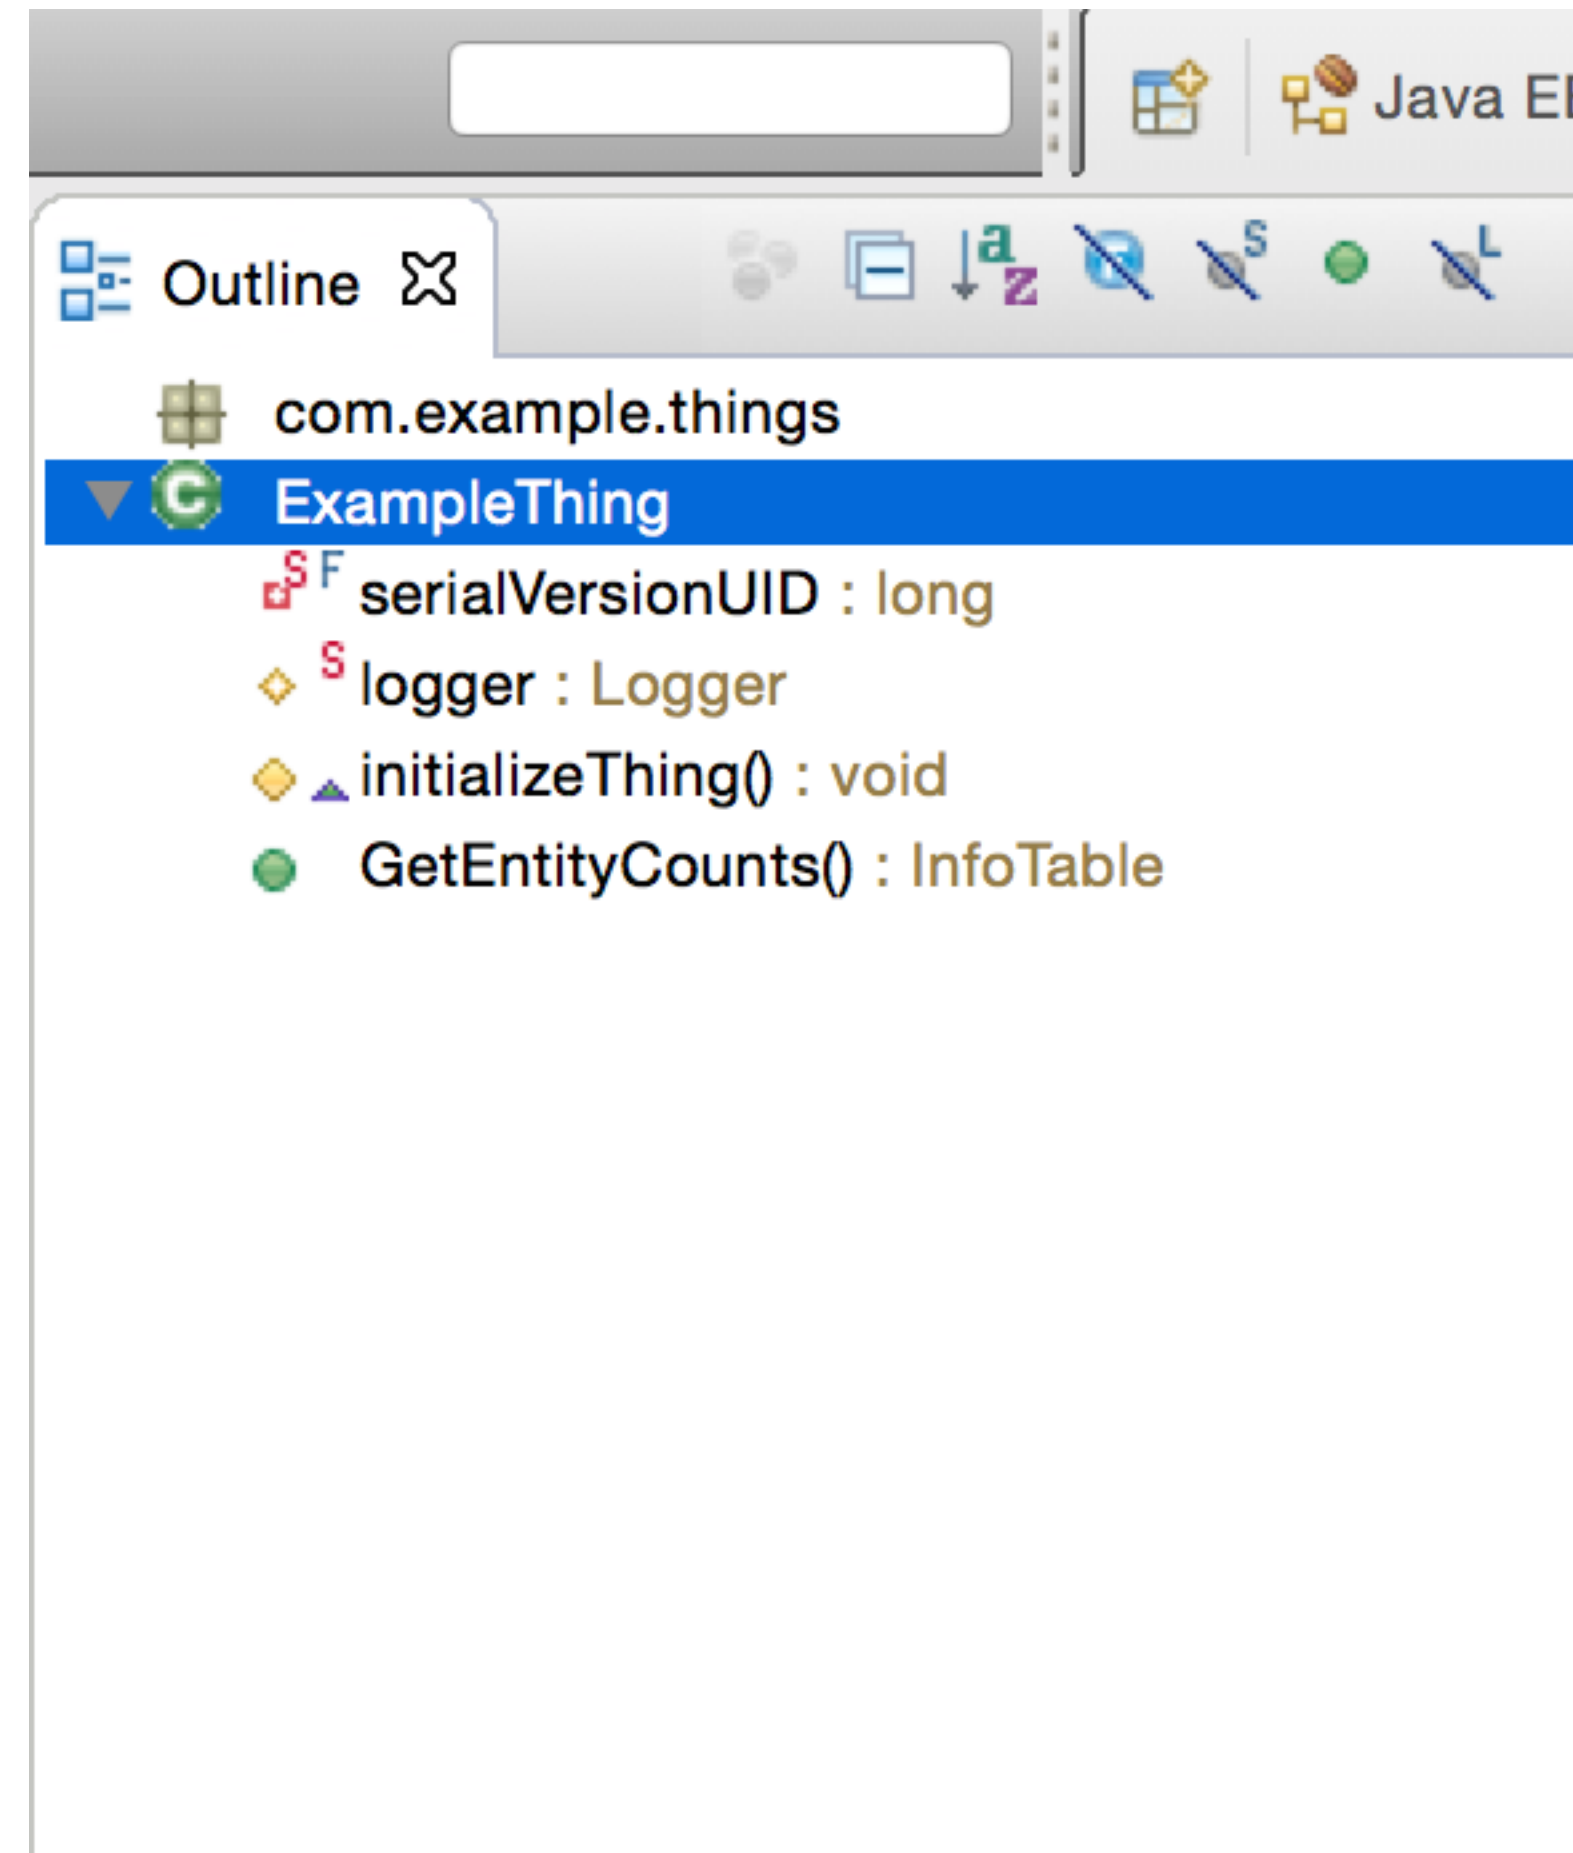 Java EE
Outline
com.example.things
ExampleThing
serialVersionUID : long
logger : Logger
initializeThing() : void
GetEntityCounts() : InfoTable